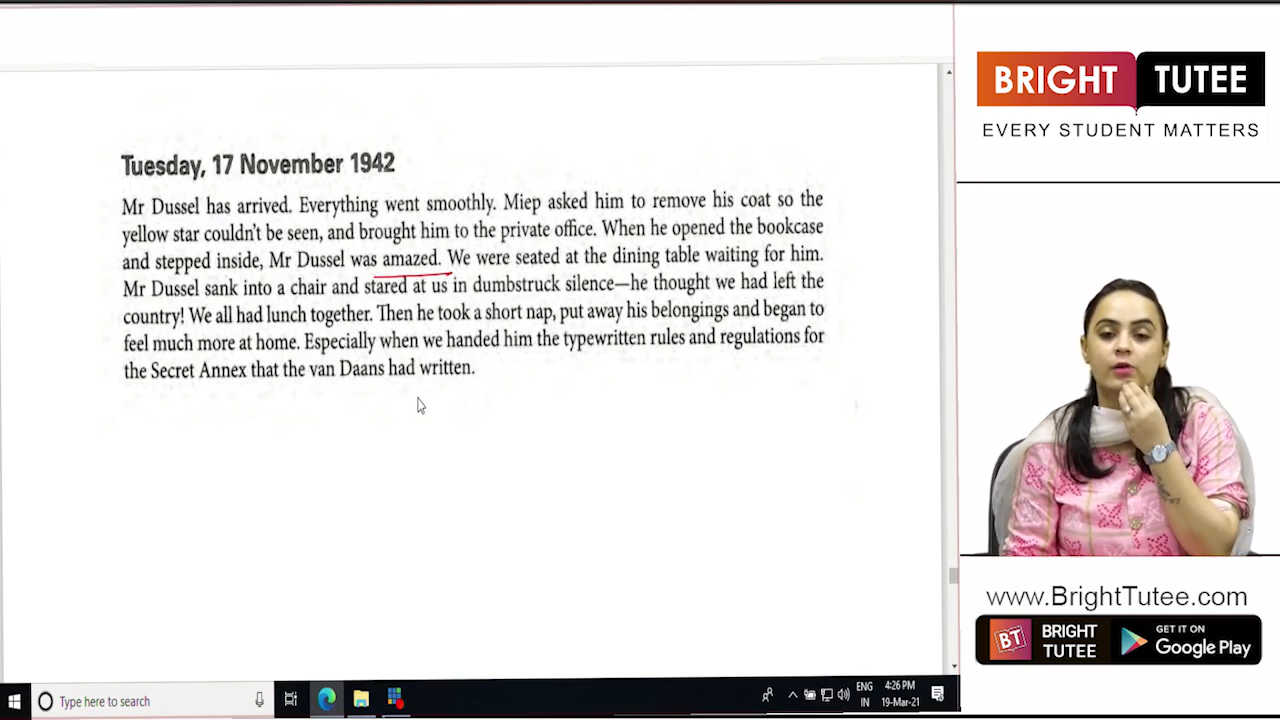 Tuesday, 17 November 1942
Mr Dussel has arrived. Everything went smoothly. Miep asked him to remove his coat so the
yellow star couldn't be seen, and brought him to the private office. When he opened the bookcase
and stepped inside, Mr Dussel was amazed. We were seated at the dining table waiting for him.
Mr Dussel sank into a chair and stared at us in dumbstruck silence—he thought we had left the
country! We all had lunch together. Then he took a short nap, put away his belongings and began to
feel much more at home. Especially when we handed him the typewritten rules and regulations for
the Secret Annex that the van Daans had written.
BRIGHT TUTEE
EVERY STUDENT MATTERS
www.BrightTutee.com
BT
BRIGHT
TUTEE
GET IT ON
Google Play
Type here to search
ENG
IN
4:26 PM
19-Mar-21